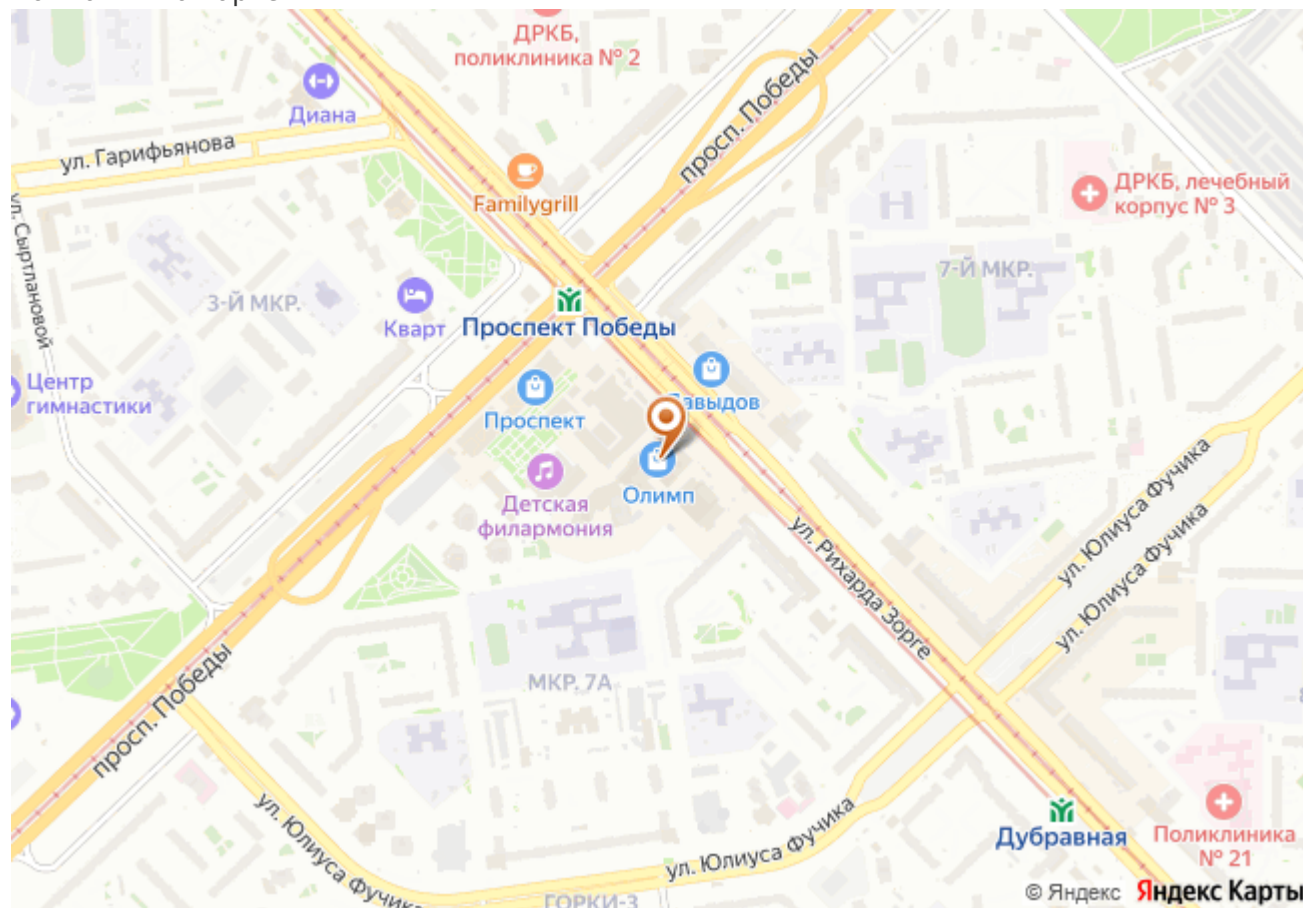 ДРКБ,
поликлиника № 2
Диана
просп. Победы
ул. Гарифьянова
ДРКБ, лечебный
корпус № 3
Familygrill
ул. Сыртлановой
7-Й МКР.
3-Й МКР.
Кварт
Проспект Победы
Центр
гимнастики
Проспект
Олимп
Детская
филармония
ул. Юлиуса Фучика
ул. Юлиуса Фучика
ул. Рихарда Зорге
МКР. 7А
просп. Победы
ул. Юлиуса Фучика
ул. Юлиуса Фучика
Дубравная
Поликлиника
№ 21
ГОРКИ-3
© Яндекс Яндекс Карты